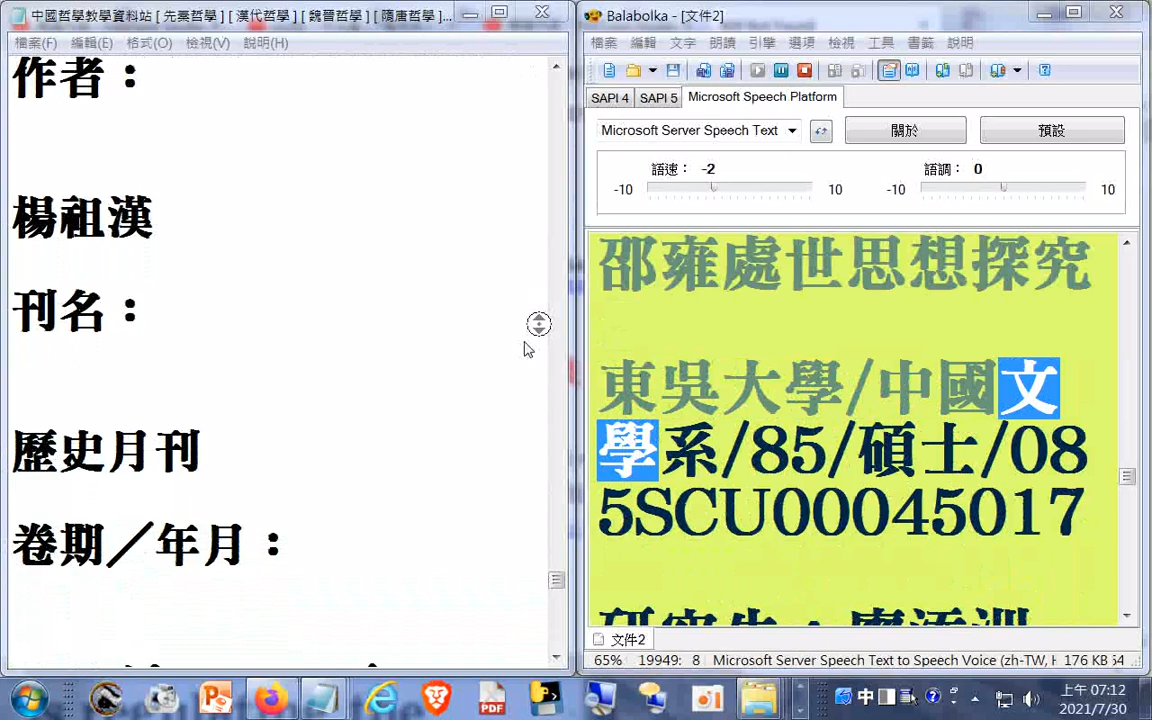 中國哲學教學資料站 [ 先秦哲學 ] [ 漢代哲學 ] [ 魏晉哲學 ] [ 隋唐哲學 ]...
檔案(F) 編輯(E) 格式(O) 檢視(V) 說明(H)
作者：
楊祖漢
刊名：
歷史月刊
卷期／年月：
Balabolka - [文件2]
檔案 編輯 文字 朗讀 引擎 選項 檢視 工具 書籤 說明
SAPI 4 SAPI 5 Microsoft Speech Platform
Microsoft Server Speech Text 關於 預設
語速： -2 語調： 0
-10 10 -10 10
邵雍處世思想探究
東吳大學/中國文
學系/85/碩士/08
5SCU00045017
文件2
65% 19949: 8 Microsoft Server Speech Text to Speech Voice (zh-TW, H 176 KB
中
上午 07:12
2021/7/30